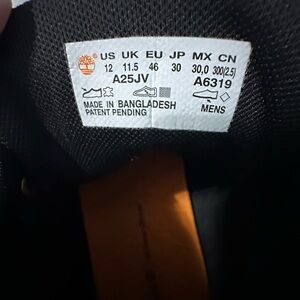 US UK EU JP MX CN
12 11.5 46 30 30,0 300(2.5)
A25JV A6319
MADE IN BANGLADESH
PATENT PENDING MENS